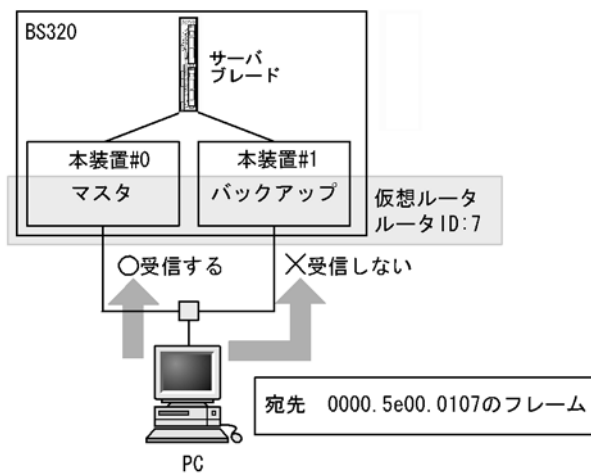 BS320
サーバ
ブレード
本装置#0
マスタ
本装置#1
バックアップ
仮想ルータ
ルータID:7
○受信する
×受信しない
宛先 0000.5e00.0107のフレーム
PC